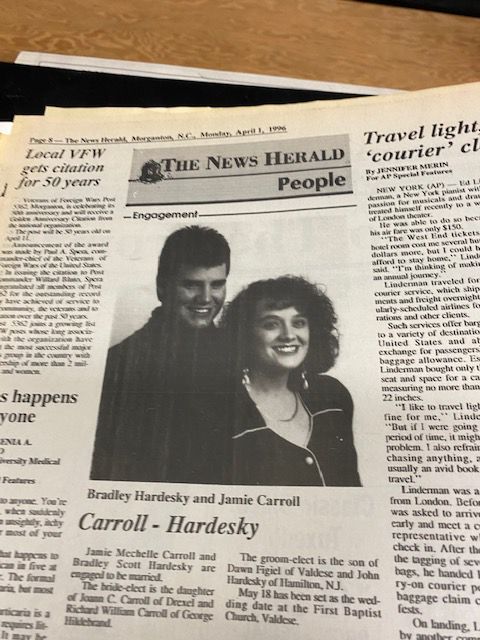 Page 8 — The News Herald, Morganton, N.C., Monday, April 1, 1996
Local VFW
gets citation
for 50 years
Veterans of Foreign Wars Post
5362, Morganton, is celebrating its
50th anniversary and will receive a
Golden Anniversary Citation from
the national organization.
The post will be 50 years old on
April 11.
Announcement of the award
was made by Paul A. Spera, com-
mander-chief of the Veterans of
Foreign Wars of the United States.
In issuing the citation to Post
Commander Willard Bluto, Spera
congratulated all members of Post
for the outstanding record
have achieved of service to
community, the veterans and to
nation over the past 50 years.
5362 joins a growing list
posts whose long associa-
with the organization have
the most successful major
group in the country with
of more than 2 mil-
and women.
s happens
yone
ENIA A.
iversity Medical
Features
to anyone. You're
when suddenly
unsightly, itchy
most of your
hat happens to
can in five at
The formal
aria, but most
rticaria is a
requires lit-
It may be
THE NEWS HERALD
People
Engagement
Bradley Hardesky and Jamie Carroll
Carroll - Hardesky
Jamie Mechelle Carroll and
Bradley Scott Hardesky are
engaged to be married.
The bride-elect is the daughter
of Joann C. Carroll of Drexel and
Richard William Carroll of George
Hildebrand.
The groom-elect is the son of
Dawn Figiel of Valdese and John
Hardesky of Hamilton, N.J.
May 18 has been set as the wed-
ding date at the First Baptist
Church, Valdese.
Travel light,
'courier' cl
By JENNIFER MERIN
For AP Special Features
NEW YORK (AP) — Ed L
derman, a New York pianist wi
passion for musicals and dra
treated himself recently to a w
of London theater.
He was able to do so bec
his air fare was only $150.
"The West End tickets,
hotel room cost me several hu
dollars more, but I could h
afford to stay home," Lind
said. "I'm thinking of makin
an annual journey."
Linderman traveled for
courier service, which ship
ments and freight overnight
ularly-scheduled airlines fo
rations and other clients.
Such services offer barg
to a variety of destinatio
United States and ab
exchange for passengers
baggage allowance. Es
Linderman bought only t
seat and space for a ca
measuring no more than
22 inches.
"I like to travel ligh
fine for me," Linde
"But if I were going
period of time, it migh
problem. I also refrain
chasing anything, a
usually an avid book
travel."
Linderman was a
from London. Befor
was asked to arriv
early and meet a c
representative w
check in. After th
the tagging of sev
bags, he handed l
ry-on courier po
baggage claim c
fests.
On landing, L
by another com